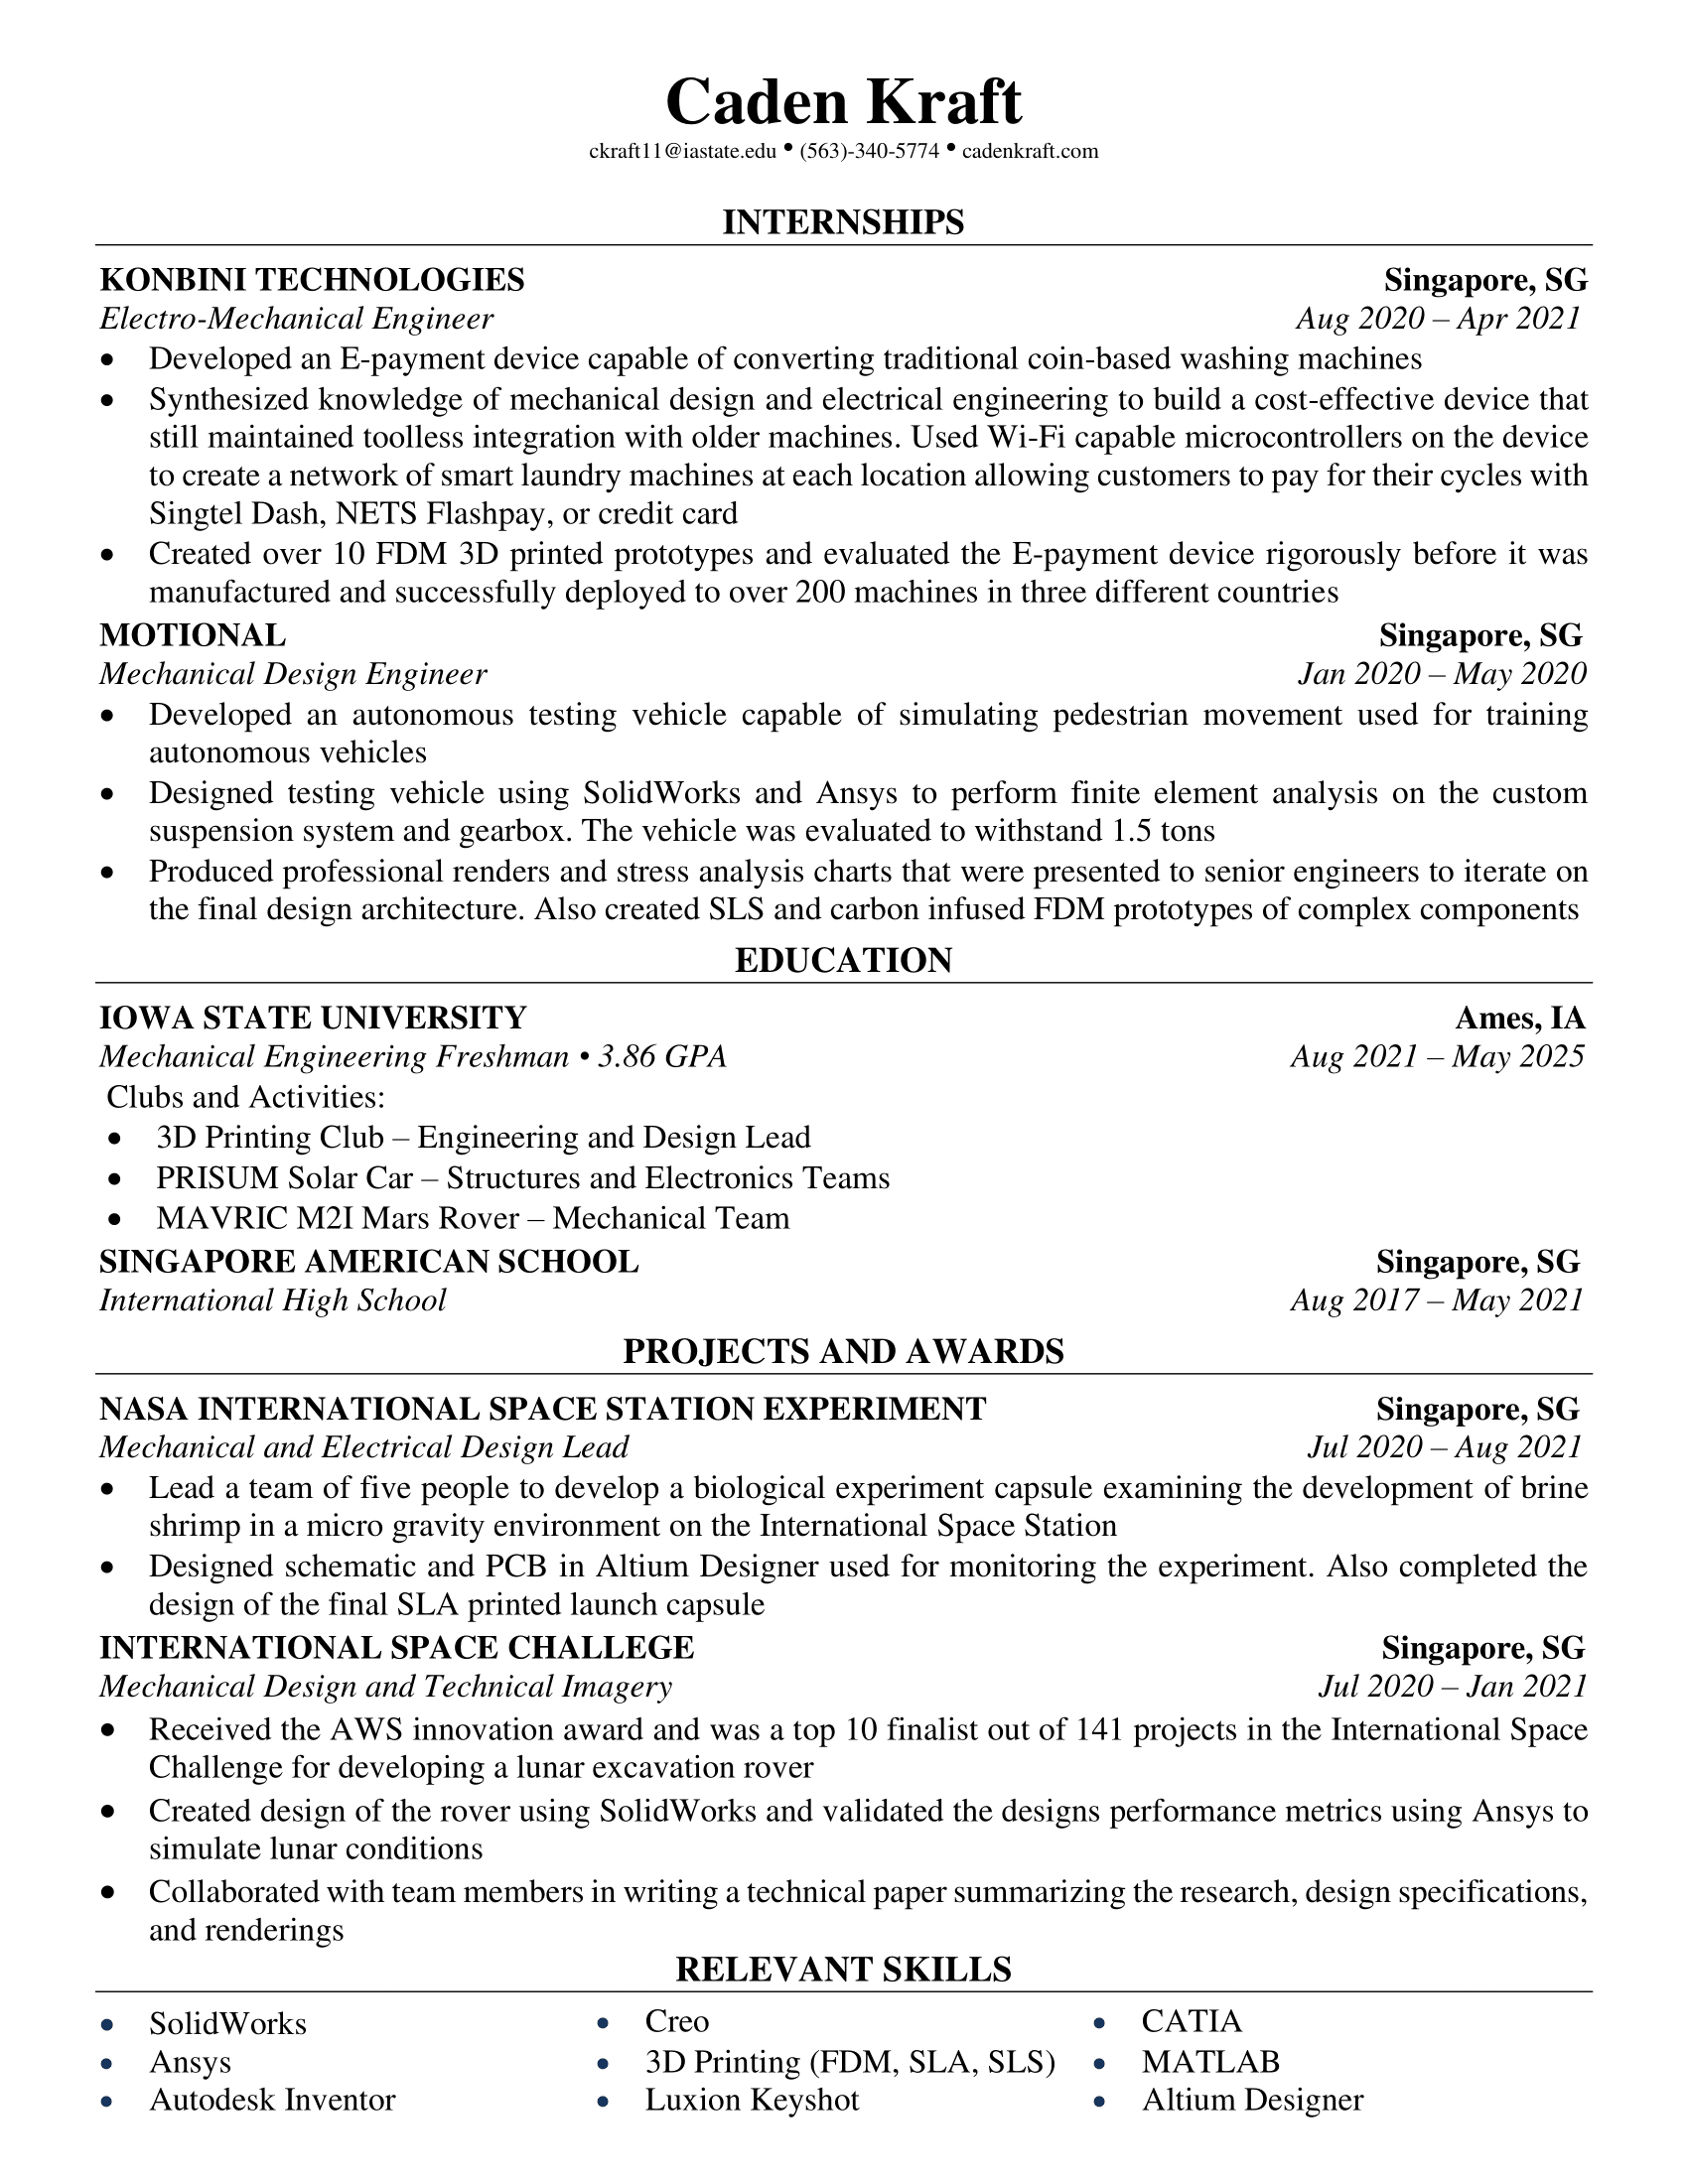 Caden Kraft
ckraft11@iastate.edu • (563)-340-5774 • cadenkraft.com
INTERNSHIPS
KONBINI TECHNOLOGIES Singapore, SG
Electro-Mechanical Engineer Aug 2020 – Apr 2021
• Developed an E-payment device capable of converting traditional coin-based washing machines
• Synthesized knowledge of mechanical design and electrical engineering to build a cost-effective device that
still maintained toolless integration with older machines. Used Wi-Fi capable microcontrollers on the device
to create a network of smart laundry machines at each location allowing customers to pay for their cycles with
Singtel Dash, NETS Flashpay, or credit card
• Created over 10 FDM 3D printed prototypes and evaluated the E-payment device rigorously before it was
manufactured and successfully deployed to over 200 machines in three different countries
MOTIONAL Singapore, SG
Mechanical Design Engineer Jan 2020 – May 2020
• Developed an autonomous testing vehicle capable of simulating pedestrian movement used for training
autonomous vehicles
• Designed testing vehicle using SolidWorks and Ansys to perform finite element analysis on the custom
suspension system and gearbox. The vehicle was evaluated to withstand 1.5 tons
• Produced professional renders and stress analysis charts that were presented to senior engineers to iterate on
the final design architecture. Also created SLS and carbon infused FDM prototypes of complex components
EDUCATION
IOWA STATE UNIVERSITY Ames, IA
Mechanical Engineering Freshman • 3.86 GPA Aug 2021 – May 2025
Clubs and Activities:
• 3D Printing Club – Engineering and Design Lead
• PRISUM Solar Car – Structures and Electronics Teams
• MAVRIC M2I Mars Rover – Mechanical Team
SINGAPORE AMERICAN SCHOOL Singapore, SG
International High School Aug 2017 – May 2021
PROJECTS AND AWARDS
NASA INTERNATIONAL SPACE STATION EXPERIMENT Singapore, SG
Mechanical and Electrical Design Lead Jul 2020 – Aug 2021
• Lead a team of five people to develop a biological experiment capsule examining the development of brine
shrimp in a micro gravity environment on the International Space Station
• Designed schematic and PCB in Altium Designer used for monitoring the experiment. Also completed the
design of the final SLA printed launch capsule
INTERNATIONAL SPACE CHALLEGE Singapore, SG
Mechanical Design and Technical Imagery Jul 2020 – Jan 2021
• Received the AWS innovation award and was a top 10 finalist out of 141 projects in the International Space
Challenge for developing a lunar excavation rover
• Created design of the rover using SolidWorks and validated the designs performance metrics using Ansys to
simulate lunar conditions
• Collaborated with team members in writing a technical paper summarizing the research, design specifications,
and renderings
RELEVANT SKILLS
• SolidWorks • Creo • CATIA
• Ansys • 3D Printing (FDM, SLA, SLS) • MATLAB
• Autodesk Inventor • Luxion Keyshot • Altium Designer